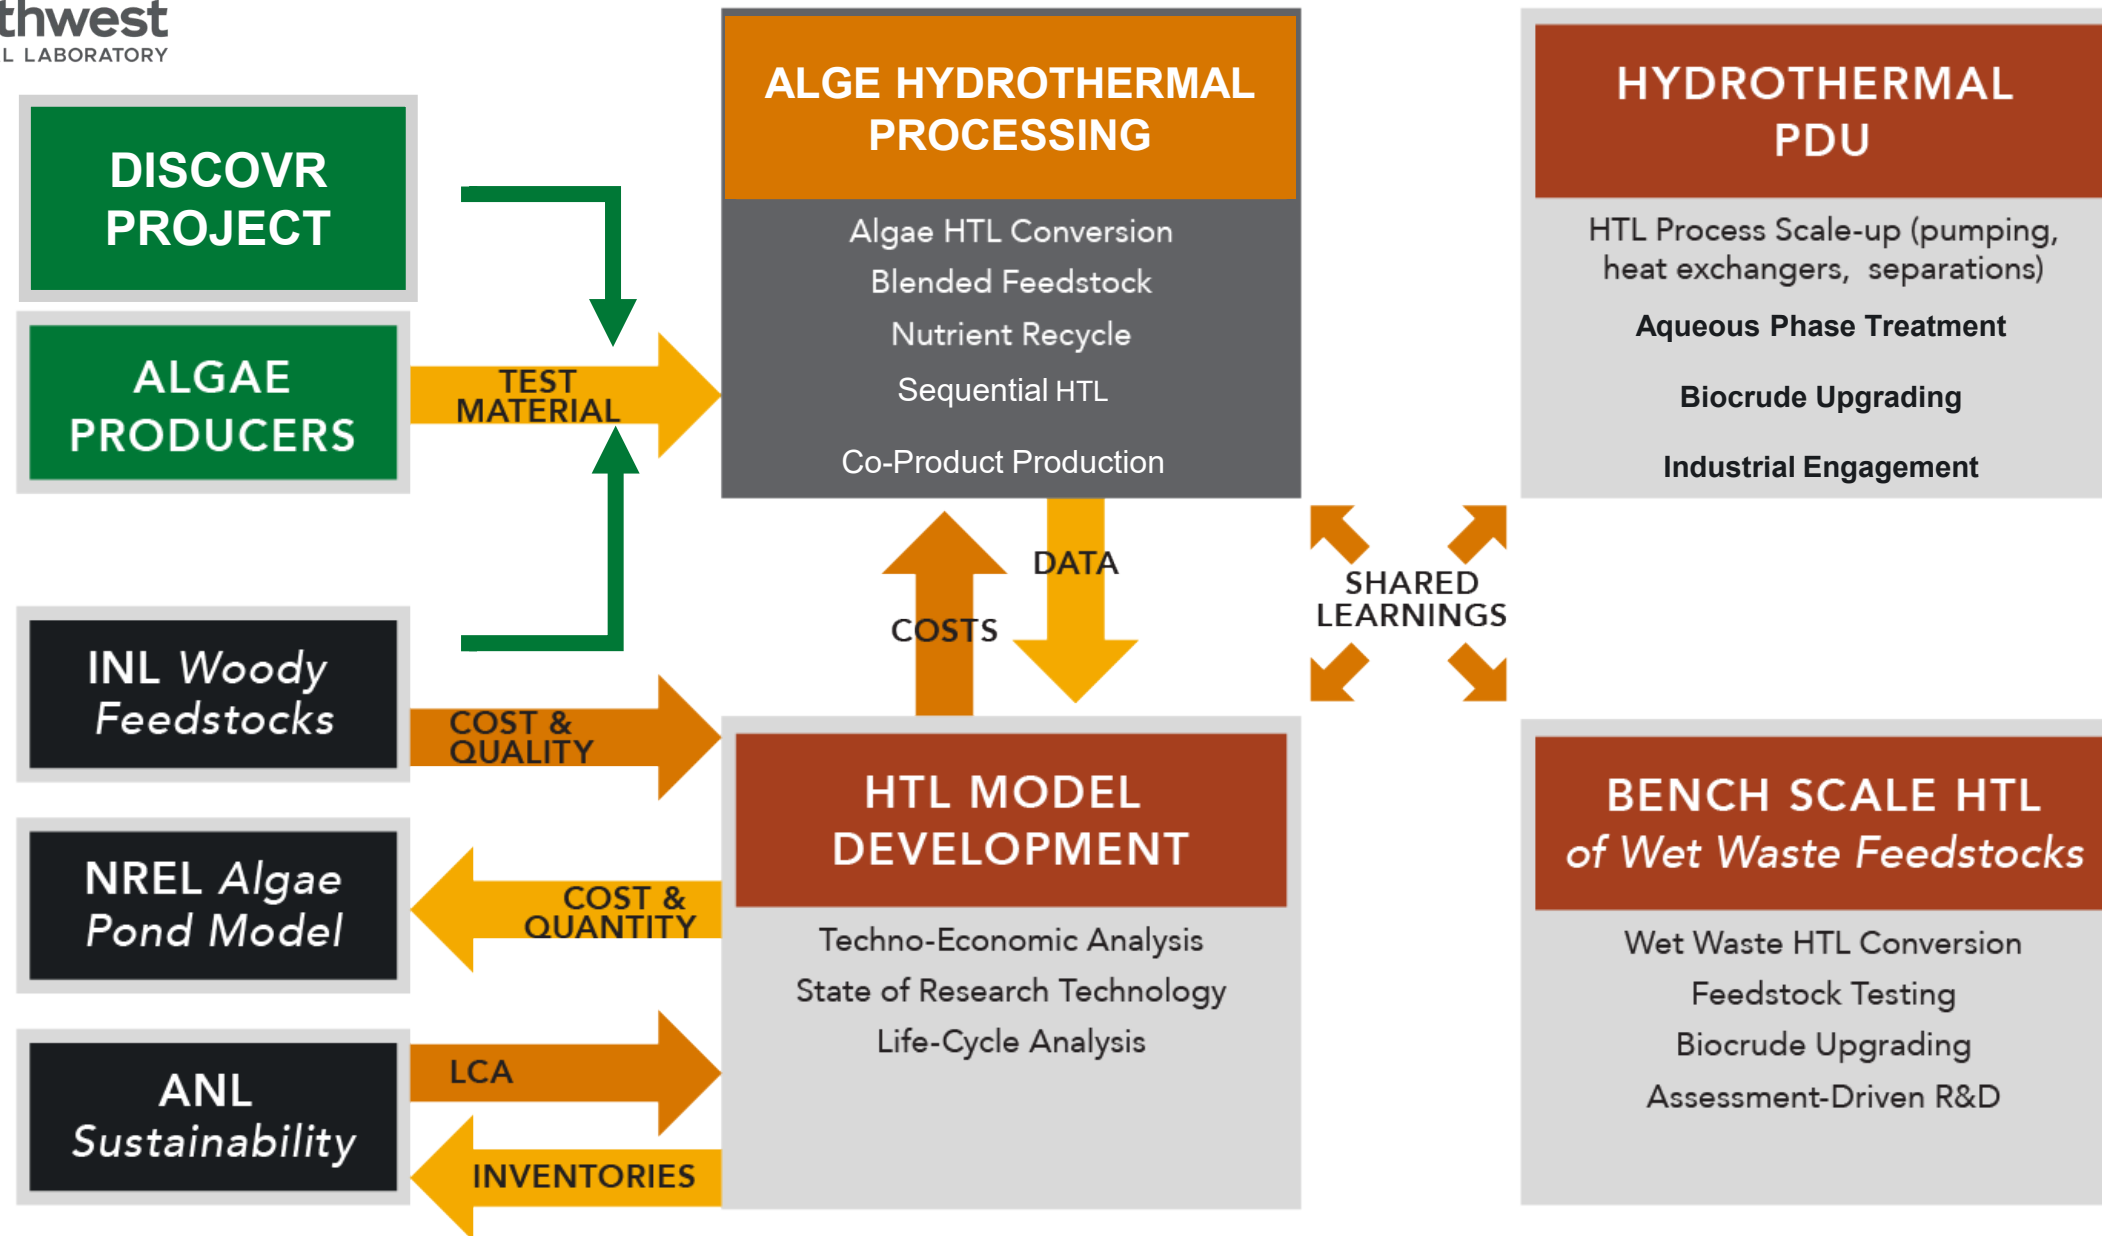 thwest
L LABORATORY
DISCOVR
PROJECT
ALGAE
PRODUCERS
TEST
MATERIAL
INL Woody
Feedstocks
COST &
QUALITY
NREL Algae
Pond Model
COST &
QUANTITY
ANL
Sustainability
LCA
INVENTORIES
ALGE HYDROTHERMAL
PROCESSING
Algae HTL Conversion
Blended Feedstock
Nutrient Recycle
Sequential HTL
Co-Product Production
COSTS
DATA
HTL MODEL
DEVELOPMENT
Techno-Economic Analysis
State of Research Technology
Life-Cycle Analysis
SHARED
LEARNINGS
HYDROTHERMAL
PDU
HTL Process Scale-up (pumping,
heat exchangers, separations)
Aqueous Phase Treatment
Biocrude Upgrading
Industrial Engagement
BENCH SCALE HTL
of Wet Waste Feedstocks
Wet Waste HTL Conversion
Feedstock Testing
Biocrude Upgrading
Assessment-Driven R&D